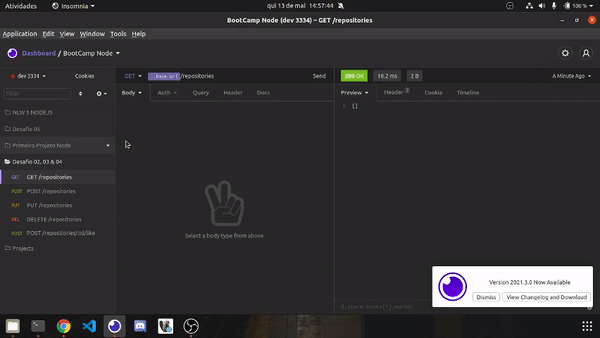 Atividades Insomnia qui 13 de mai 14:57:44 100 %
BootCamp Node (dev 3334) – GET /repositories
Application Edit View Window Tools Help
Dashboard / BootCamp Node
dev 3334 Cookies GET base_url /repositories Send 200 OK 18.2 ms 2 B A Minute Ago
Filter Body Auth Query Header Docs Preview Header 7 Cookie Timeline
NLW 5 NODEJS 1 []
Desafio 05
Primeiro Projeto Node
Desafio 02, 03 & 04
GET GET /repositories
POST POST /repositories
PUT PUT /repositories
DEL DELETE /repositories
POST POST /repositories/:id/like
Select a body type from above
Projects
Version 2021.3.0 Now Available
Dismiss View Changelog and Download
$.store.books[*].author